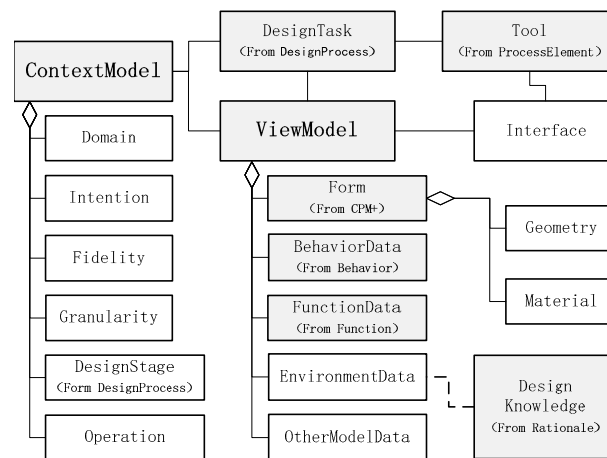 DesignTask
(From DesignProcess)
Tool
(From ProcessElement)
ContextModel
ViewModel
Interface
Domain
Intention
Fidelity
Granularity
DesignStage
(Form DesignProcess)
Operation
Form
(From CPM+)
BehaviorData
(From Behavior)
FunctionData
(From Function)
EnvironmentData
OtherModelData
Geometry
Material
Design
Knowledge
(From Rationale)